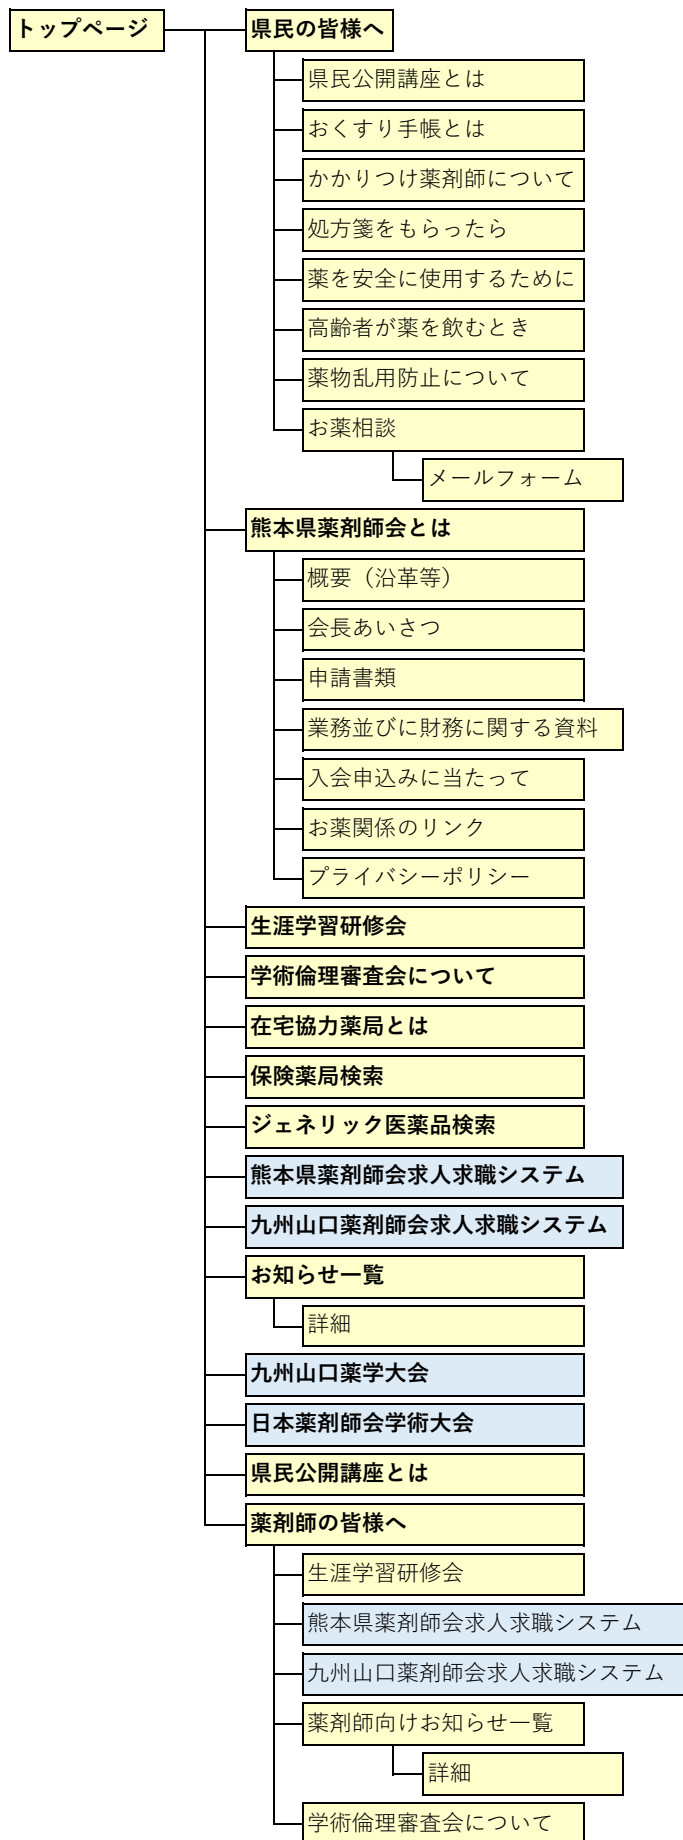 トップページ
県民の皆様へ
県民公開講座とは
おくすり手帳とは
かかりつけ薬剤師について
処方箋をもらったら
薬を安全に使用するために
高齢者が薬を飲むとき
薬物乱用防止について
お薬相談
メールフォーム
熊本県薬剤師会とは
概要（沿革等）
会長あいさつ
申請書類
業務並びに財務に関する資料
入会申込みに当たって
お薬関係のリンク
プライバシーポリシー
生涯学習研修会
学術倫理審査会について
在宅協力薬局とは
保険薬局検索
ジェネリック医薬品検索
熊本県薬剤師会求人求職システム
九州山口薬剤師会求人求職システム
お知らせ一覧
詳細
九州山口薬学大会
日本薬剤師会学術大会
県民公開講座とは
薬剤師の皆様へ
生涯学習研修会
熊本県薬剤師会求人求職システム
九州山口薬剤師会求人求職システム
薬剤師向けお知らせ一覧
詳細
学術倫理審査会について